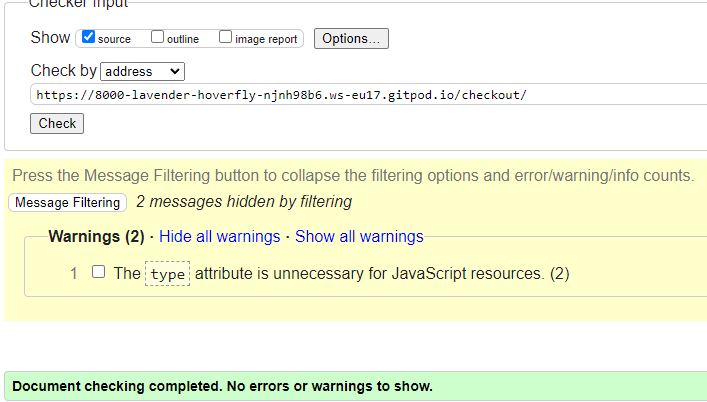 Checker Input
Show source outline image report Options...
Check by address
https://8000-lavender-hoverfly-njnh98b6.ws-eu17.gitpod.io/checkout/
Check
Press the Message Filtering button to collapse the filtering options and error/warning/info counts.
Message Filtering 2 messages hidden by filtering
Warnings (2) · Hide all warnings · Show all warnings
1 The type attribute is unnecessary for JavaScript resources. (2)
Document checking completed. No errors or warnings to show.